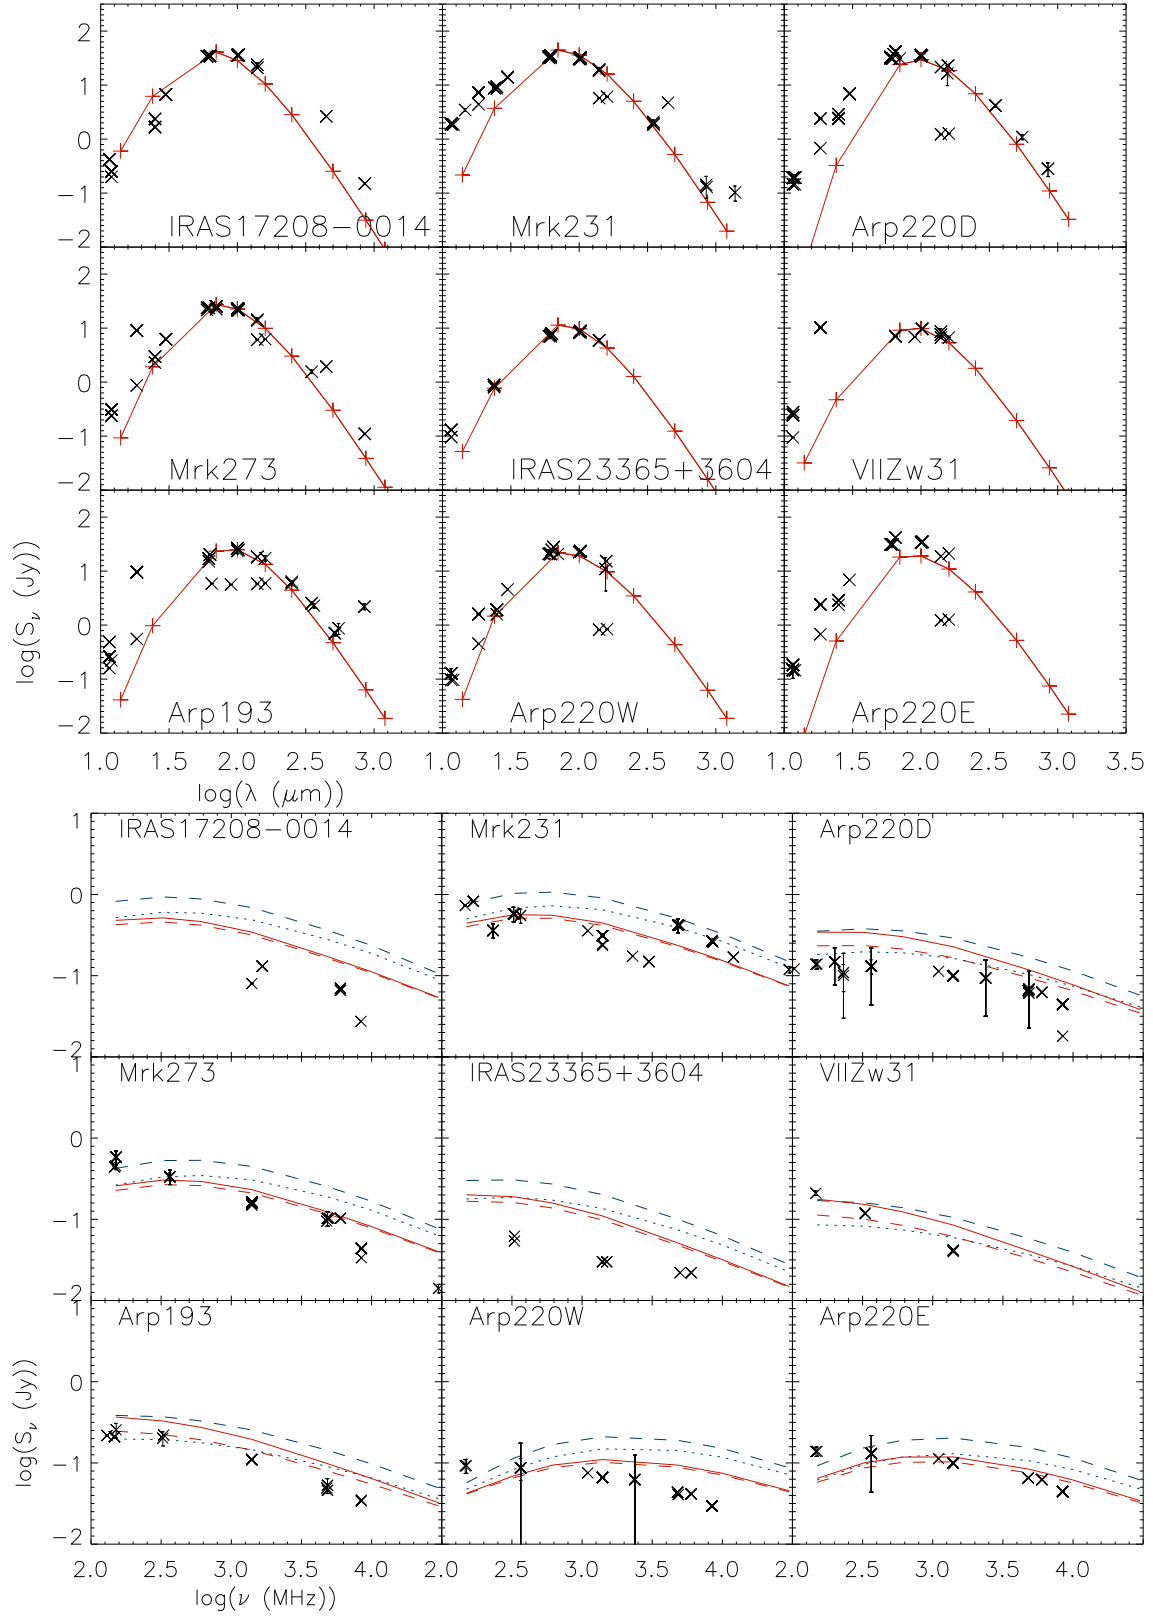 2
1
0
−1
−2
IRAS17208−0014
Mrk231
Arp220D
2
1
0
−1
−2
Mrk273
IRAS23365+3604
VIIZw31
2
1
0
−1
−2
log(Sν (Jy))
Arp193
Arp220W
Arp220E
1.0 1.5 2.0 2.5 3.0 1.0 1.5 2.0 2.5 3.0 1.0 1.5 2.0 2.5 3.0 3.5
log(λ (μm))
1
0
−1
−2
IRAS17208−0014
Mrk231
Arp220D
0
−1
−2
Mrk273
IRAS23365+3604
VIIZw31
0
−1
−2
log(Sν (Jy))
Arp193
Arp220W
Arp220E
2.0 2.5 3.0 3.5 4.0 2.0 2.5 3.0 3.5 4.0 2.0 2.5 3.0 3.5 4.0
log(ν (MHz))